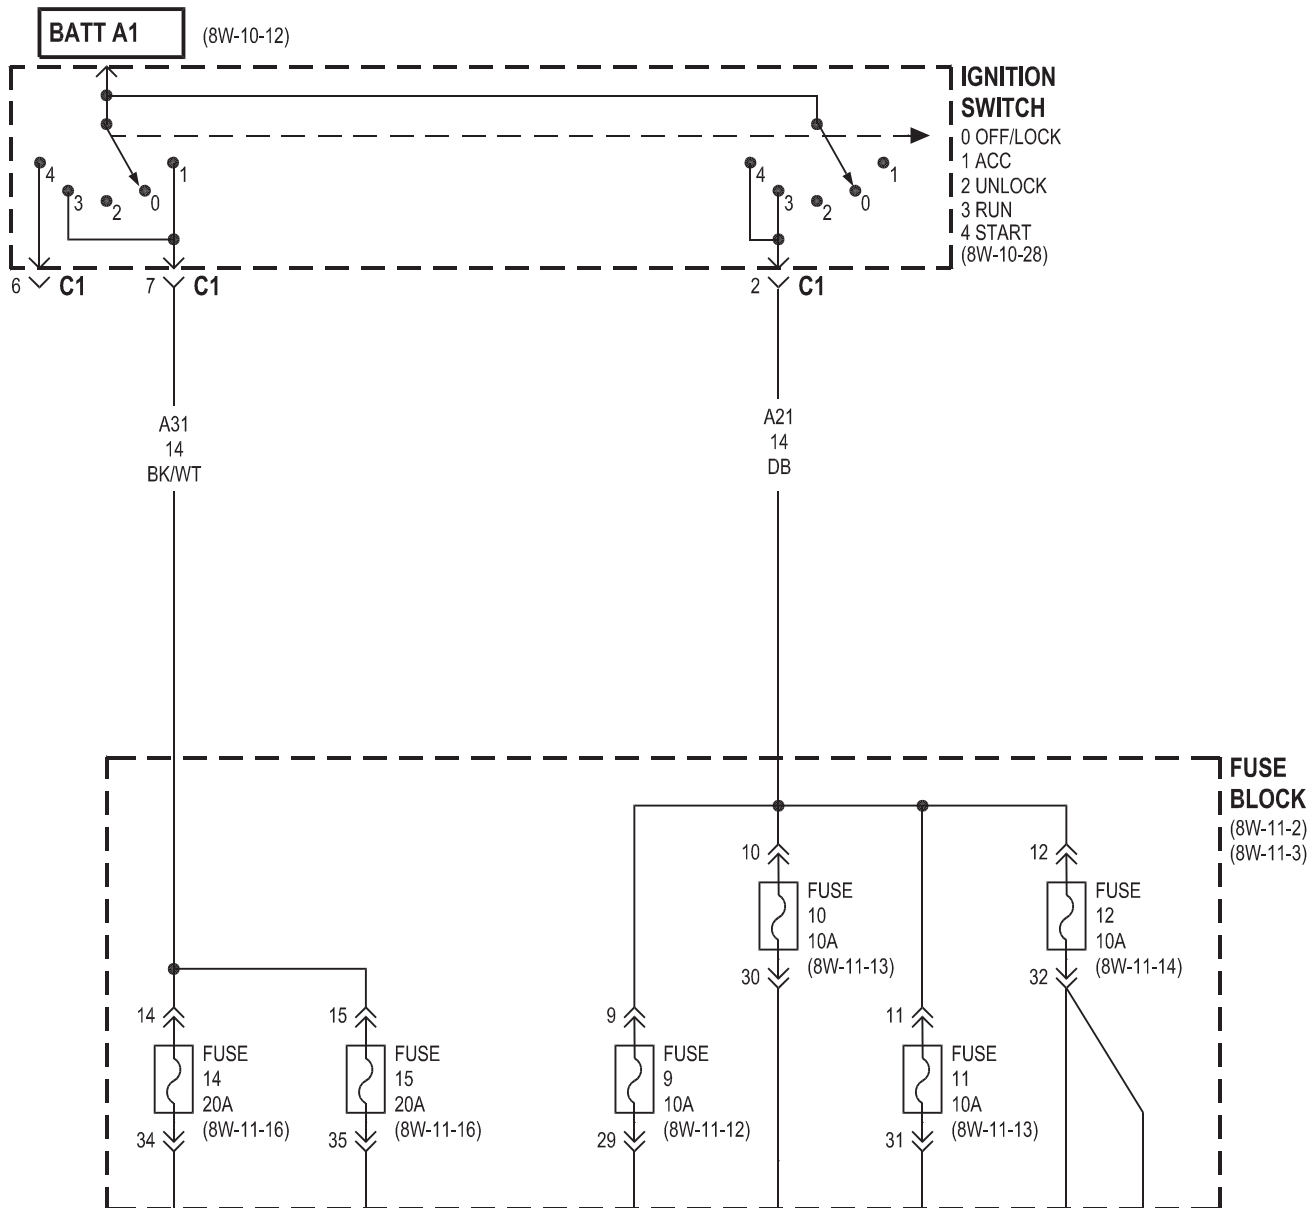 BATT A1 (8W-10-12)
IGNITION
SWITCH
0 OFF/LOCK
1 ACC
2 UNLOCK
3 RUN
4 START
(8W-10-28)
4 3 2 0 1
4 3 2 0 1
6 C1 7 C1 2 C1
A31
14
BK/WT
A21
14
DB
FUSE
BLOCK
(8W-11-2)
(8W-11-3)
10
FUSE
10
10A
(8W-11-13)
30
12
FUSE
12
10A
(8W-11-14)
32
14
FUSE
14
20A
(8W-11-16)
34
15
FUSE
15
20A
(8W-11-16)
35
9
FUSE
9
10A
(8W-11-12)
29
11
FUSE
11
10A
(8W-11-13)
31